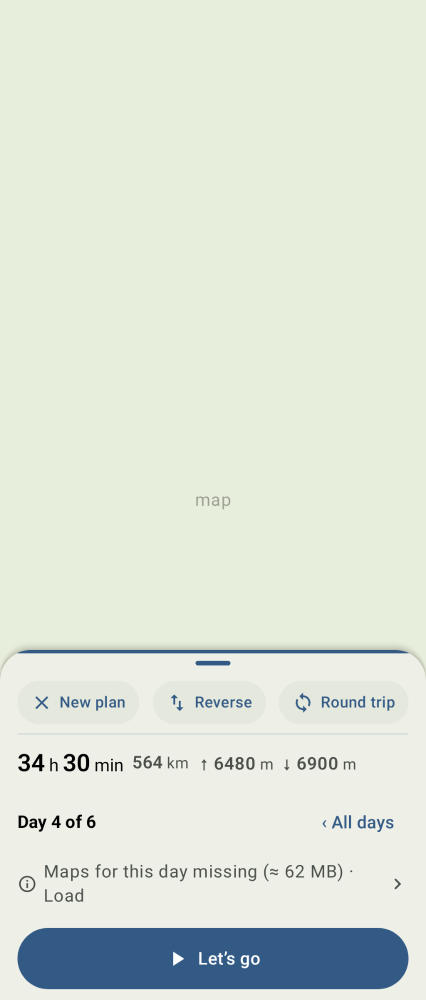 map
New plan Reverse Round trip
34 h 30 min 564 km ↑ 6480 m ↓ 6900 m
Day 4 of 6 ‹ All days
Maps for this day missing (≈ 62 MB) ·
Load
Let’s go